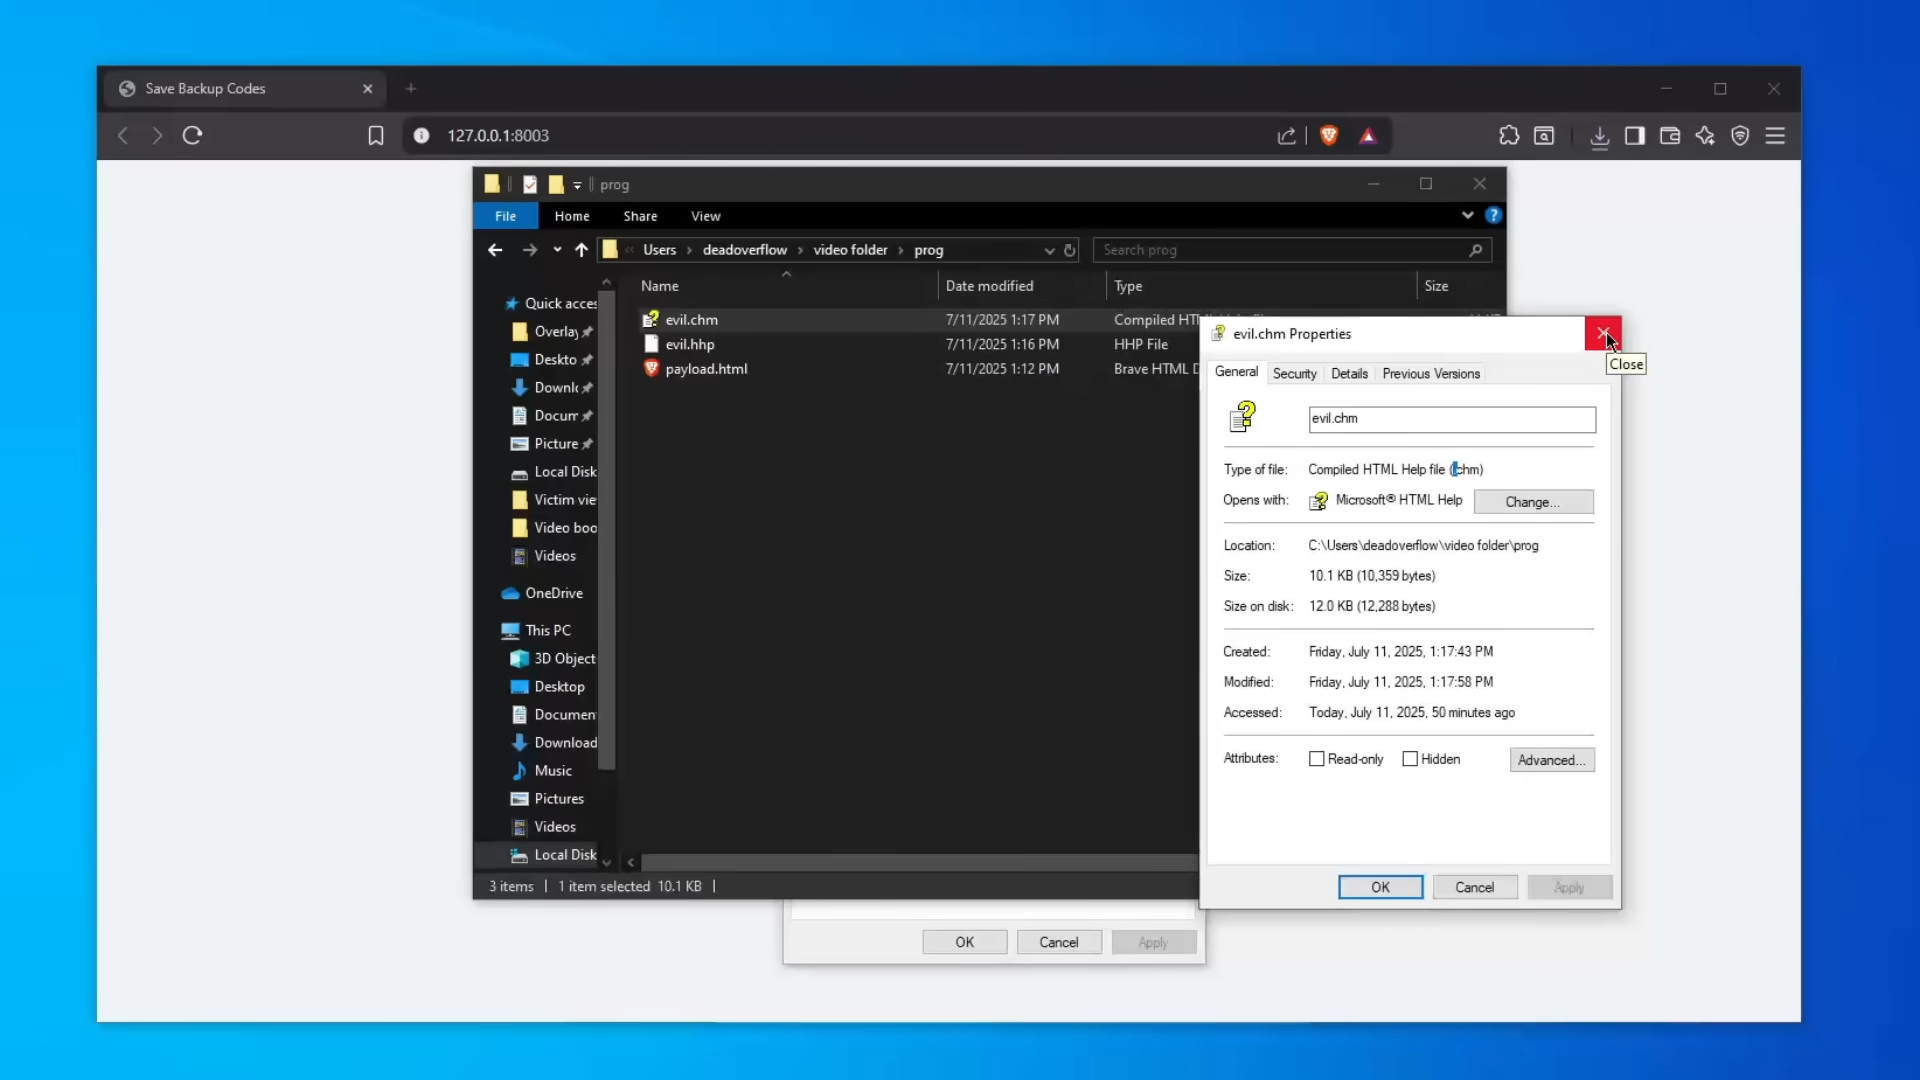 Save Backup Codes
127.0.0.1:8003
prog
File Home Share View
Users deadoverflow video folder prog
Search prog
Name Date modified Type Size
evil.chm 7/11/2025 1:17 PM
evil.hhp 7/11/2025 1:16 PM HHP File
payload.html 7/11/2025 1:12 PM Brave HTML D
Quick acces
Overlay
Deskto
Downlo
Docum
Picture
Local Disk
Victim vie
Video boo
Videos
OneDrive
This PC
3D Object
Desktop
Documen
Download
Music
Pictures
Videos
Local Disk
3 items 1 item selected 10.1 KB
evil.chm Properties
Close
General Security Details Previous Versions
evil.chm
Type of file: Compiled HTML Help file (.chm)
Opens with: Microsoft® HTML Help Change...
Location: C:\Users\deadoverflow\video folder\prog
Size: 10.1 KB (10,359 bytes)
Size on disk: 12.0 KB (12,288 bytes)
Created: Friday, July 11, 2025, 1:17:43 PM
Modified: Friday, July 11, 2025, 1:17:58 PM
Accessed: Today, July 11, 2025, 50 minutes ago
Attributes: Read-only Hidden Advanced...
OK Cancel Apply
OK Cancel Apply